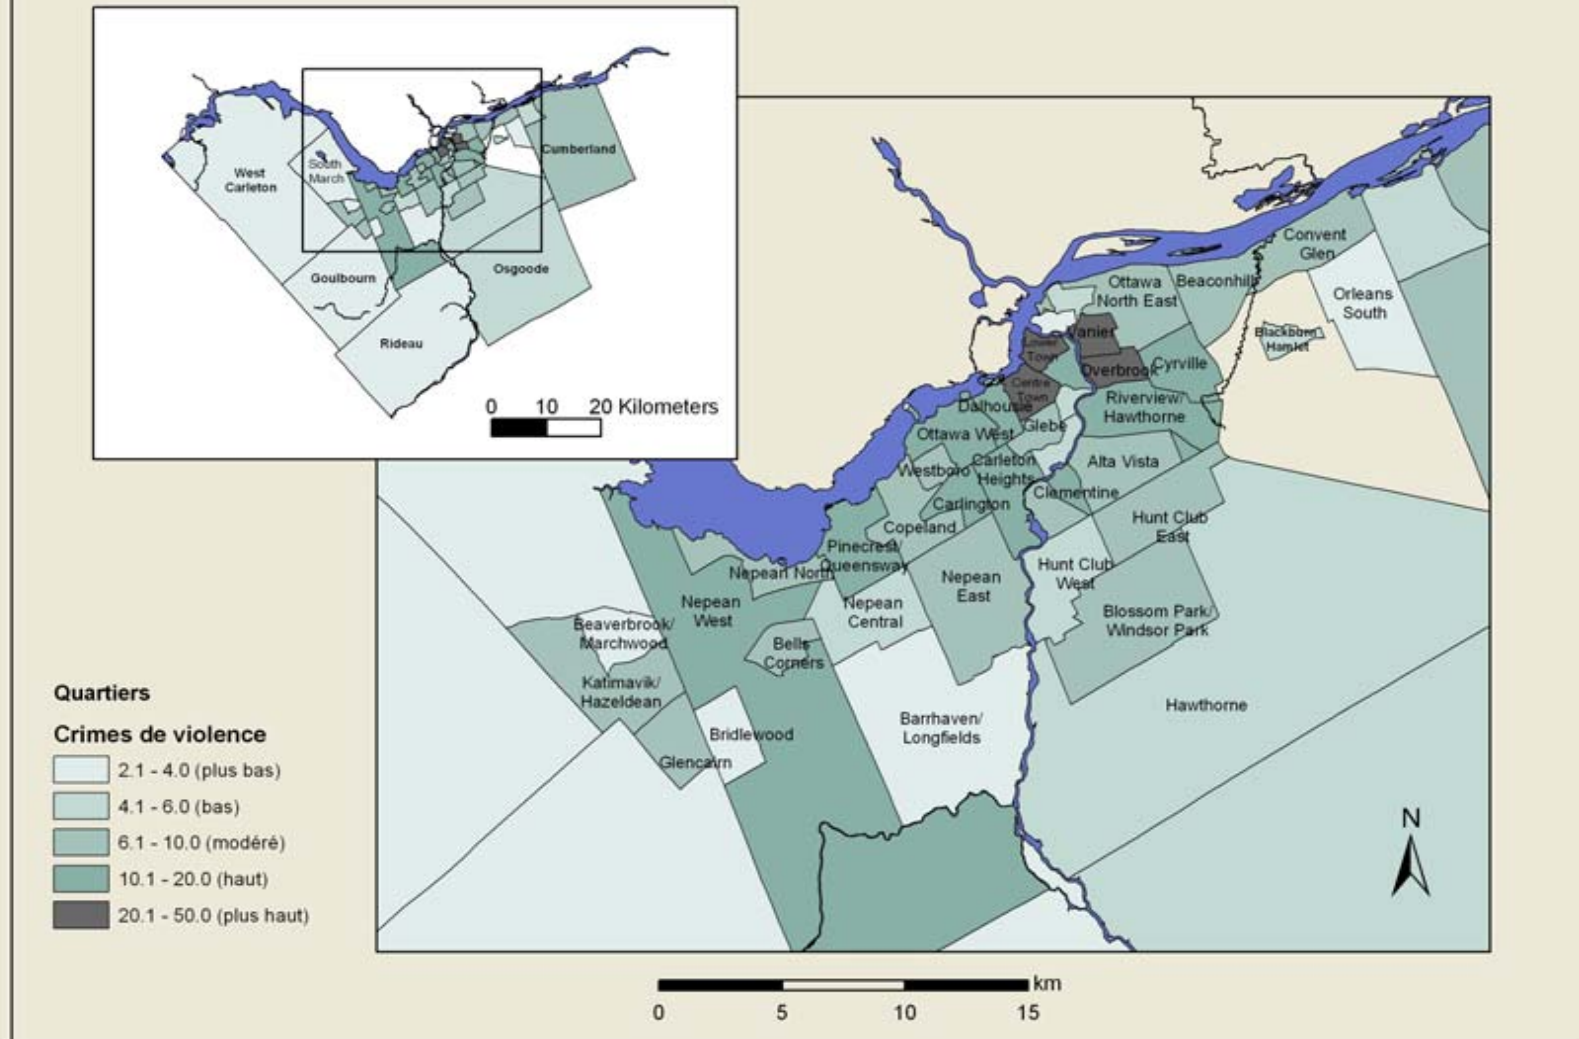 West
Carleton
South
March
Cumberland
Goulbourn
Osgoode
Rideau
0 10 20 Kilometers
Convent
Glen
Ottawa
North East
Beaconhill
Orleans
South
Blackburn
Hamlet
Vanier
Lower
Town
Overbrook
Cyrville
Centre
Town
Dalhousie
Riverview/
Hawthorne
Ottawa West
Glebe
Westboro
Carleton
Heights
Alta Vista
Clementine
Carlington
Copeland
Hunt Club
East
Pinecrest/
Queensway
Nepean North
Nepean
East
Hunt Club
West
Nepean
West
Nepean
Central
Blossom Park/
Windsor Park
Beaverbrook/
Marchwood
Bells
Corners
Katimavik/
Hazeldean
Hawthorne
Barrhaven/
Longfields
Bridlewood
Glencairn
Quartiers
Crimes de violence
2.1 - 4.0 (plus bas)
4.1 - 6.0 (bas)
6.1 - 10.0 (modéré)
10.1 - 20.0 (haut)
20.1 - 50.0 (plus haut)
N
km
0 5 10 15